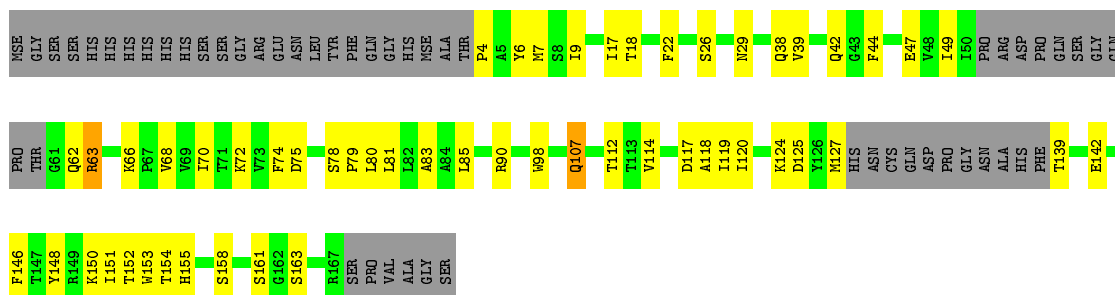 MSE GLY SER SER HIS HIS HIS HIS HIS HIS SER SER GLY ARG GLU ASN LEU TYR PHE GLN GLY HIS MSE ALA THR P4 A5 Y6 M7 S8 I9 I17 T18 F22 S26 N29 Q38 V39 Q42 G43 F44 E47 V48 I49 I50 PRO ARG ASP PRO GLN SER GLY GLN
PRO THR G61 Q62 R63 K66 P67 V68 V69 I70 T71 K72 V73 F74 D75 S78 P79 L80 L81 L82 A83 A84 L85 R90 W98 Q107 T112 T113 V114 D117 A118 I119 I120 K124 D125 Y126 M127 HIS ASN CYS GLN ASP PRO GLY ASN ALA HIS PHE T139 E142
F146 T147 Y148 R149 K150 I151 T152 W153 T154 H155 S158 S161 G162 S163 R167 SER PRO VAL ALA GLY SER